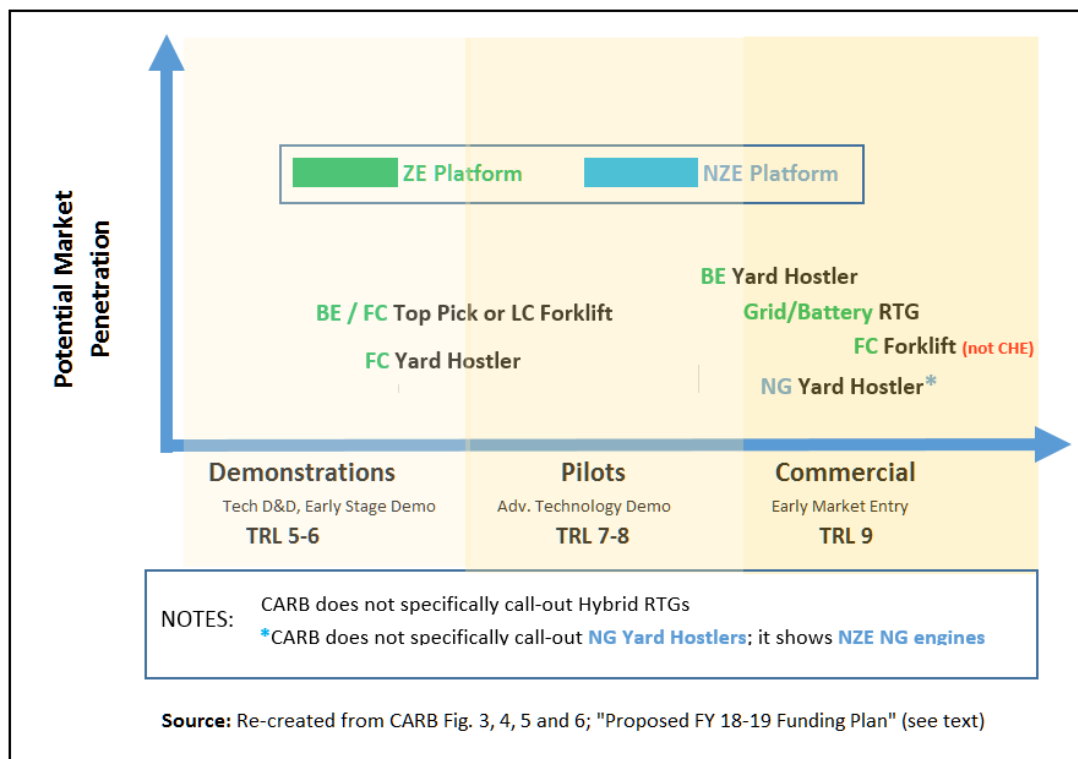 Potential Market
Penetration
ZE Platform
NZE Platform
BE Yard Hostler
BE / FC Top Pick or LC Forklift
Grid/Battery RTG
FC Forklift (not CHE)
FC Yard Hostler
NG Yard Hostler*
Demonstrations
Tech D&D, Early Stage Demo
TRL 5-6
Pilots
Adv. Technology Demo
TRL 7-8
Commercial
Early Market Entry
TRL 9
NOTES:
CARB does not specifically call-out Hybrid RTGs
*CARB does not specifically call-out NG Yard Hostlers; it shows NZE NG engines
Source: Re-created from CARB Fig. 3, 4, 5 and 6; "Proposed FY 18-19 Funding Plan" (see text)